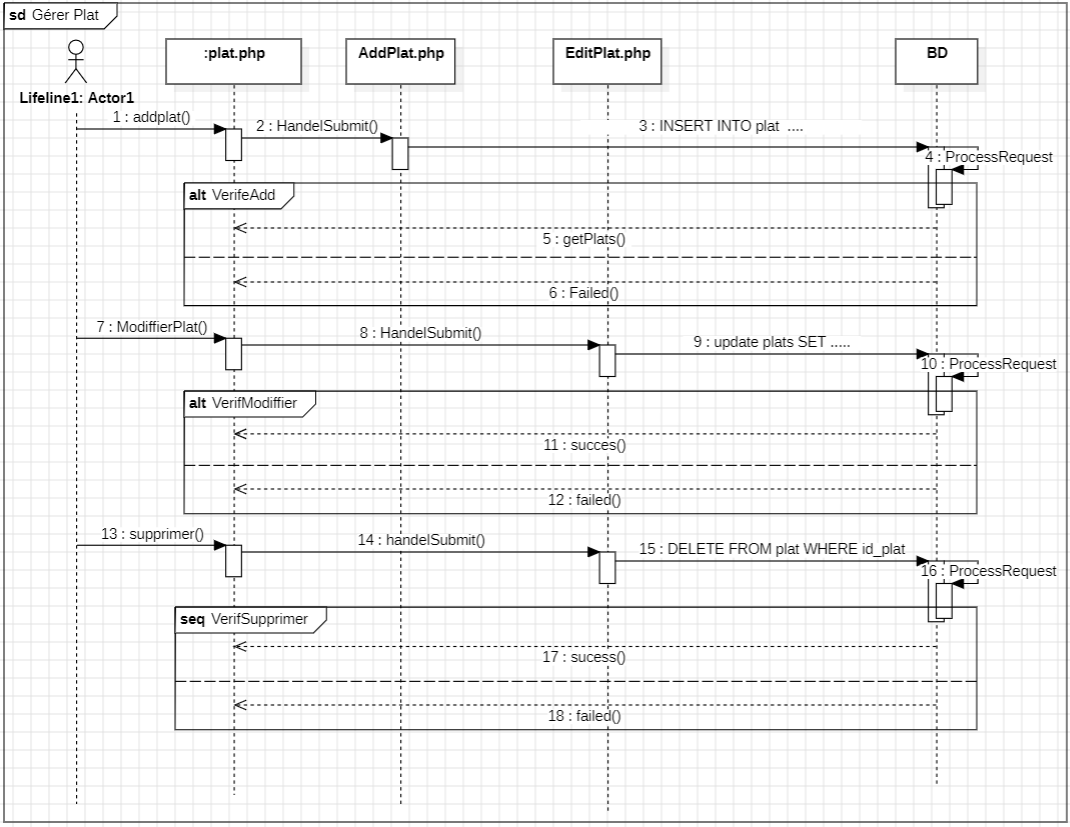 sd Gérer Plat
:plat.php
AddPlat.php
EditPlat.php
BD
Lifeline1: Actor1
1 : addplat()
2 : HandelSubmit()
3 : INSERT INTO plat ....
4 : ProcessRequest
alt VerifeAdd
5 : getPlats()
6 : Failed()
7 : ModiffierPlat()
8 : HandelSubmit()
9 : update plats SET .....
10 : ProcessRequest
alt VerifModiffier
11 : succes()
12 : failed()
13 : supprimer()
14 : handelSubmit()
15 : DELETE FROM plat WHERE id_plat
16 : ProcessRequest
seq VerifSupprimer
17 : sucess()
18 : failed()